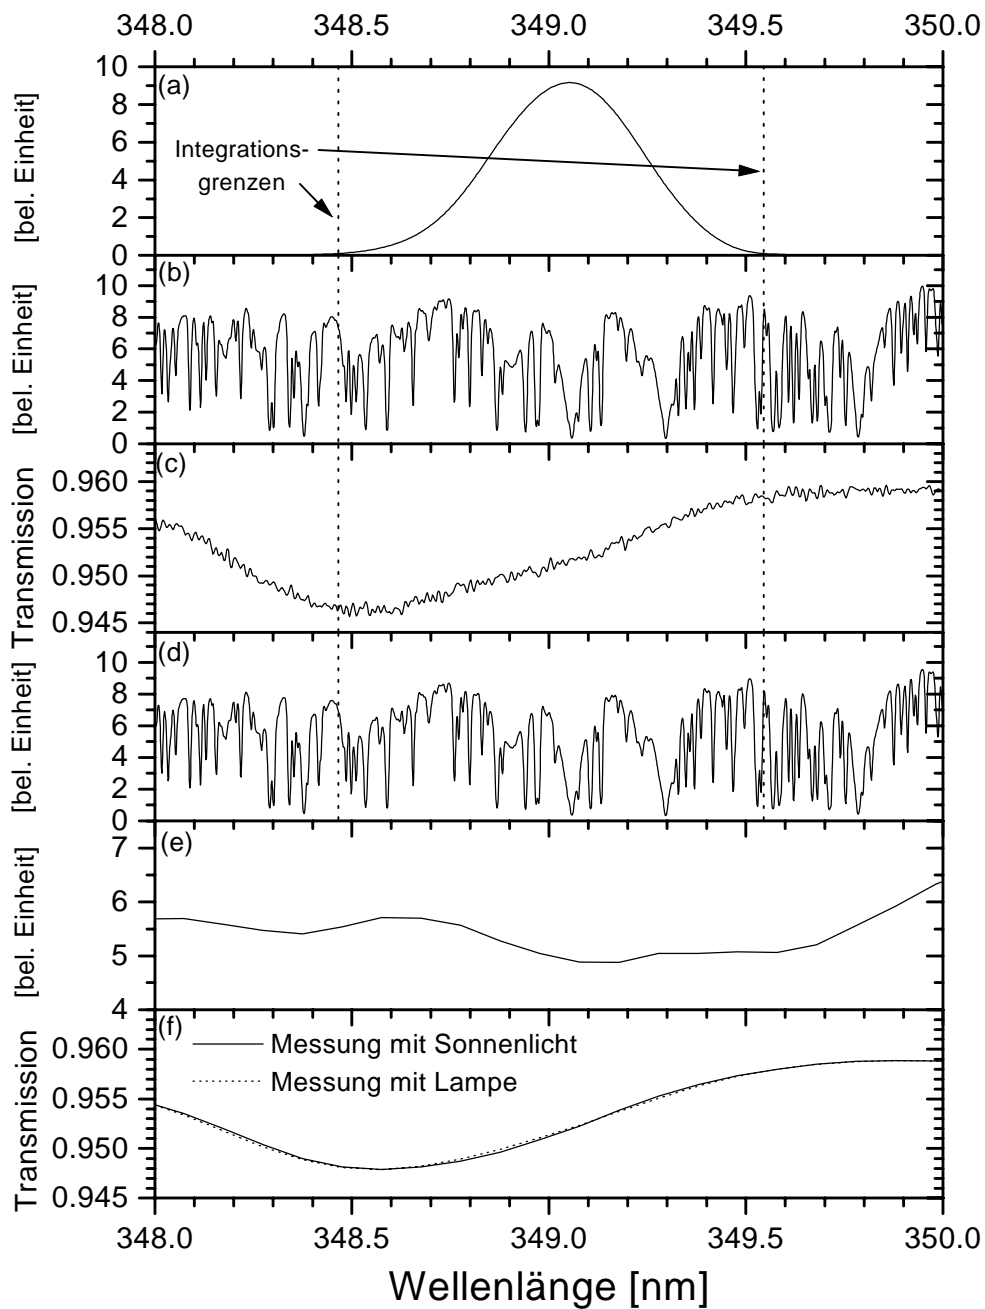 348.0 348.5 349.0 349.5 350.0
(a)
10
8
6
4
2
0
[bel. Einheit]
Integrations-
grenzen
(b)
10
8
6
4
2
0
[bel. Einheit]
(c)
0.960
0.955
0.950
0.945
Transmission
(d)
10
8
6
4
2
0
[bel. Einheit]
(e)
7
6
5
4
[bel. Einheit]
(f)
Messung mit Sonnenlicht
Messung mit Lampe
0.960
0.955
0.950
0.945
Transmission
348.0 348.5 349.0 349.5 350.0
Wellenlänge [nm]